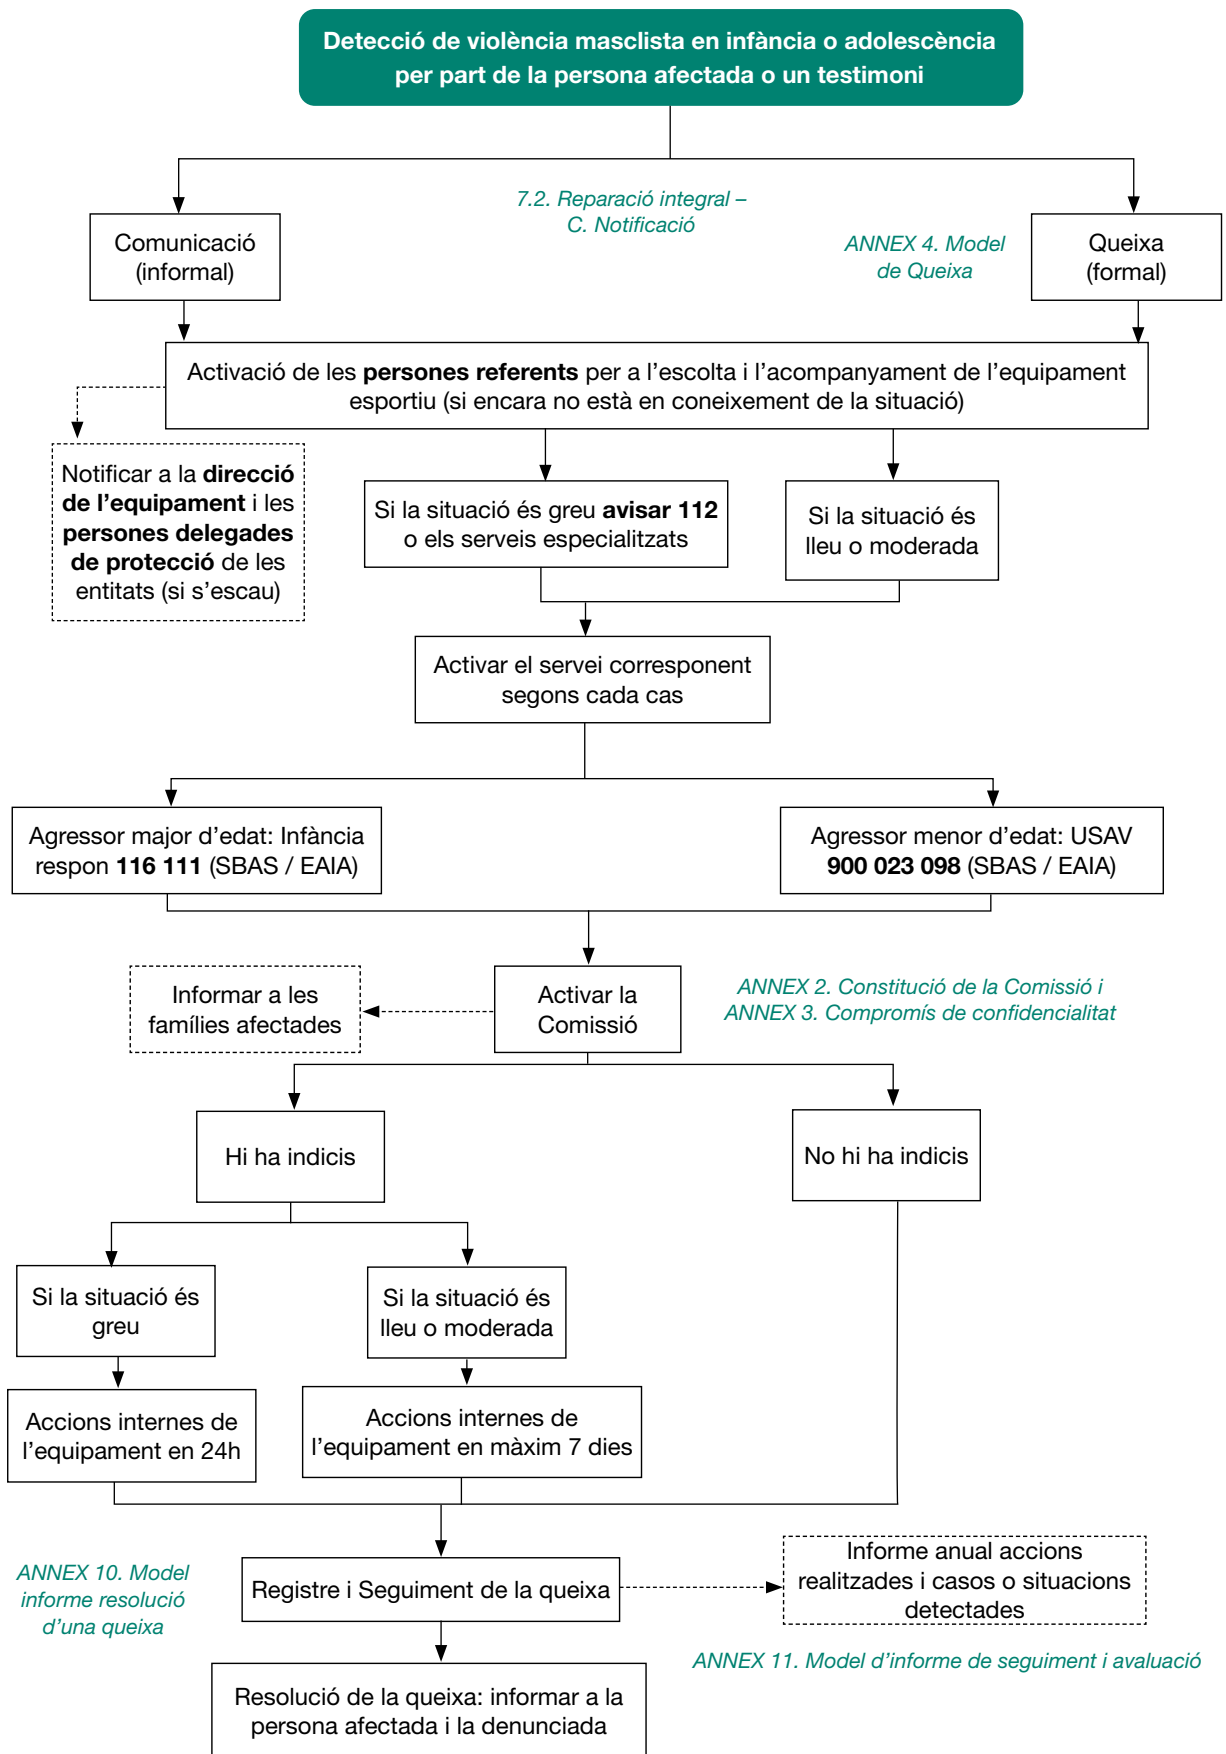 Detecció de violència masclista en infància o adolescència
per part de la persona afectada o un testimoni
7.2. Reparació integral –
C. Notificació
Comunicació
(informal)
ANNEX 4. Model
de Queixa
Queixa
(formal)
Activació de les persones referents per a l’escolta i l’acompanyament de l’equipament
esportiu (si encara no està en coneixement de la situació)
Notificar a la direcció
de l’equipament i les
persones delegades
de protecció de les
entitats (si s’escau)
Si la situació és greu avisar 112
o els serveis especialitzats
Si la situació és
lleu o moderada
Activar el servei corresponent
segons cada cas
Agressor major d’edat: Infància
respon 116 111 (SBAS / EAIA)
Agressor menor d’edat: USAV
900 023 098 (SBAS / EAIA)
Informar a les
famílies afectades
Activar la
Comissió
ANNEX 2. Constitució de la Comissió i
ANNEX 3. Compromís de confidencialitat
Hi ha indicis
No hi ha indicis
Si la situació és
greu
Si la situació és
lleu o moderada
Accions internes de
l’equipament en 24h
Accions internes de
l’equipament en màxim 7 dies
ANNEX 10. Model
informe resolució
d’una queixa
Registre i Seguiment de la queixa
Informe anual accions
realitzades i casos o situacions
detectades
ANNEX 11. Model d’informe de seguiment i avaluació
Resolució de la queixa: informar a la
persona afectada i la denunciada